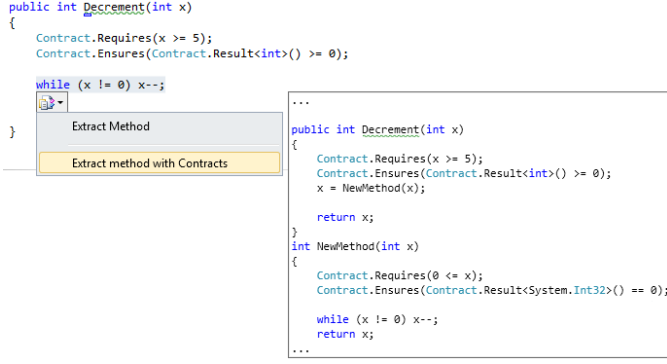 public int Decrement(int x)
{
    Contract.Requires(x >= 5);
    Contract.Ensures(Contract.Result<int>() >= 0);
    while (x != 0) x--;
Extract Method
}
Extract method with Contracts
...
public int Decrement(int x)
{
    Contract.Requires(x >= 5);
    Contract.Ensures(Contract.Result<int>() >= 0);
    x = NewMethod(x);
    return x;
}
int NewMethod(int x)
{
    Contract.Requires(0 <= x);
    Contract.Ensures(Contract.Result<System.Int32>() == 0);
    while (x != 0) x--;
    return x;
...